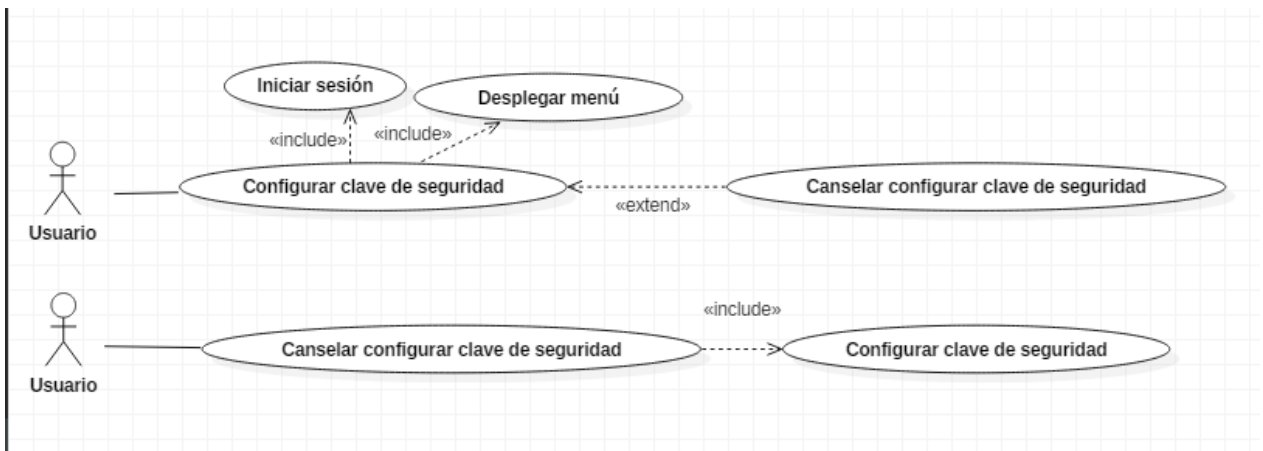 Iniciar sesión
Desplegar menú
«include»
«include»
Configurar clave de seguridad
Canselar configurar clave de seguridad
«extend»
Usuario
«include»
Canselar configurar clave de seguridad
Configurar clave de seguridad
Usuario